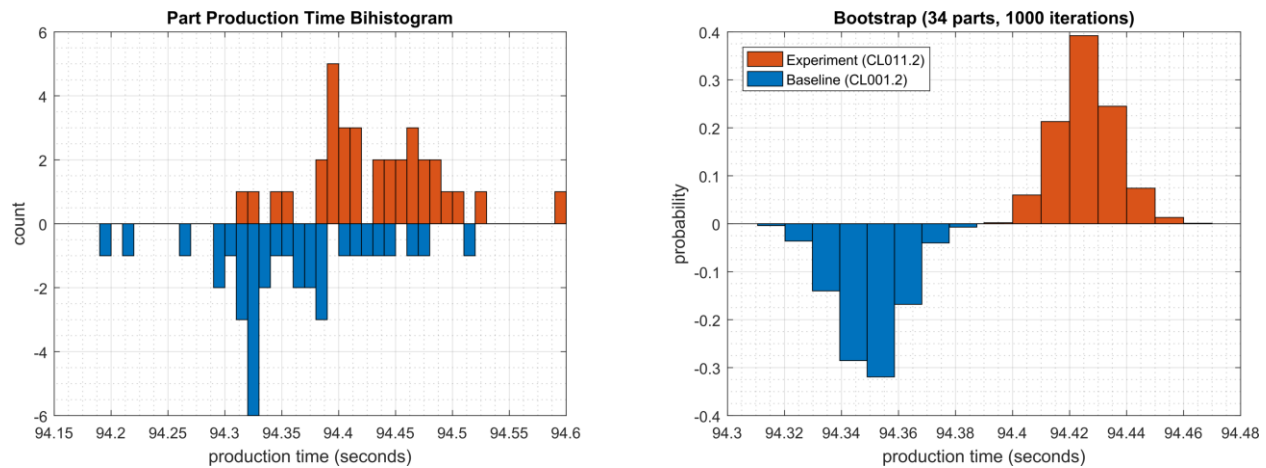 Part Production Time Bihistogram
6
4
2
0
-2
-4
-6
count
94.15 94.2 94.25 94.3 94.35 94.4 94.45 94.5 94.55 94.6
production time (seconds)
Bootstrap (34 parts, 1000 iterations)
Experiment (CL011.2)
Baseline (CL001.2)
0.4
0.3
0.2
0.1
0
-0.1
-0.2
-0.3
-0.4
probability
94.3 94.32 94.34 94.36 94.38 94.4 94.42 94.44 94.46 94.48
production time (seconds)